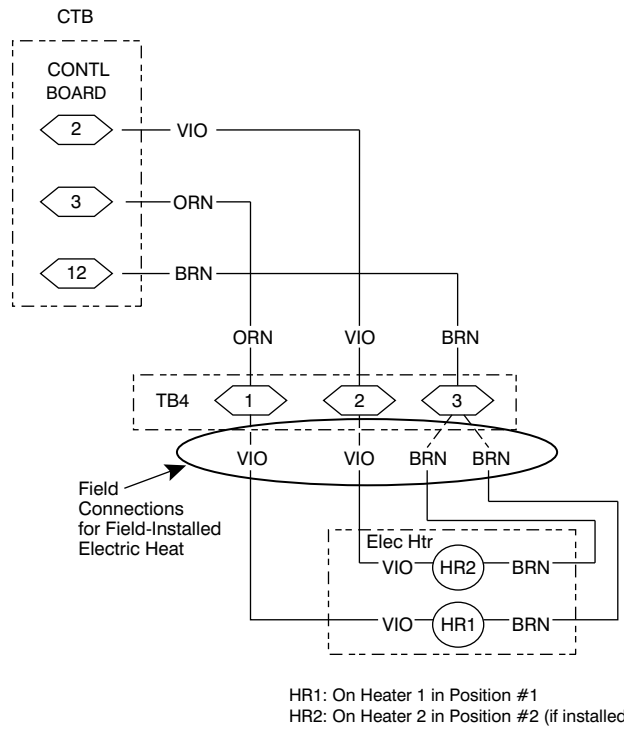 CTB
CONTL
BOARD
2
VIO
3
ORN
12
BRN
ORN
VIO
BRN
TB4
1
2
3
VIO
VIO
BRN
BRN
Field
Connections
for Field-Installed
Electric Heat
Elec Htr
VIO
HR2
BRN
VIO
HR1
BRN
HR1: On Heater 1 in Position #1
HR2: On Heater 2 in Position #2 (if installed